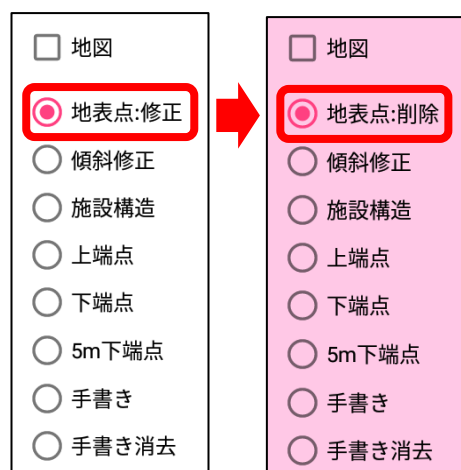 地図
地表点:修正
傾斜修正
施設構造
上端点
下端点
5m下端点
手書き
手書き消去
地図
地表点:削除
傾斜修正
施設構造
上端点
下端点
5m下端点
手書き
手書き消去